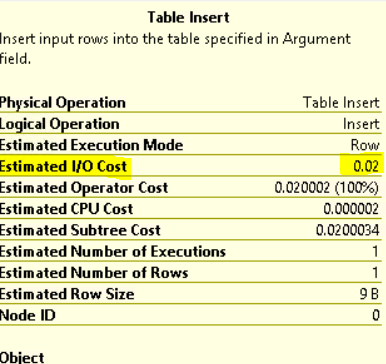 Table Insert
Insert input rows into the table specified in Argument
field.
Physical Operation Table Insert
Logical Operation Insert
Estimated Execution Mode Row
Estimated I/O Cost 0.02
Estimated Operator Cost 0.020002 (100%)
Estimated CPU Cost 0.000002
Estimated Subtree Cost 0.0200034
Estimated Number of Executions 1
Estimated Number of Rows 1
Estimated Row Size 9 B
Node ID 0
Object